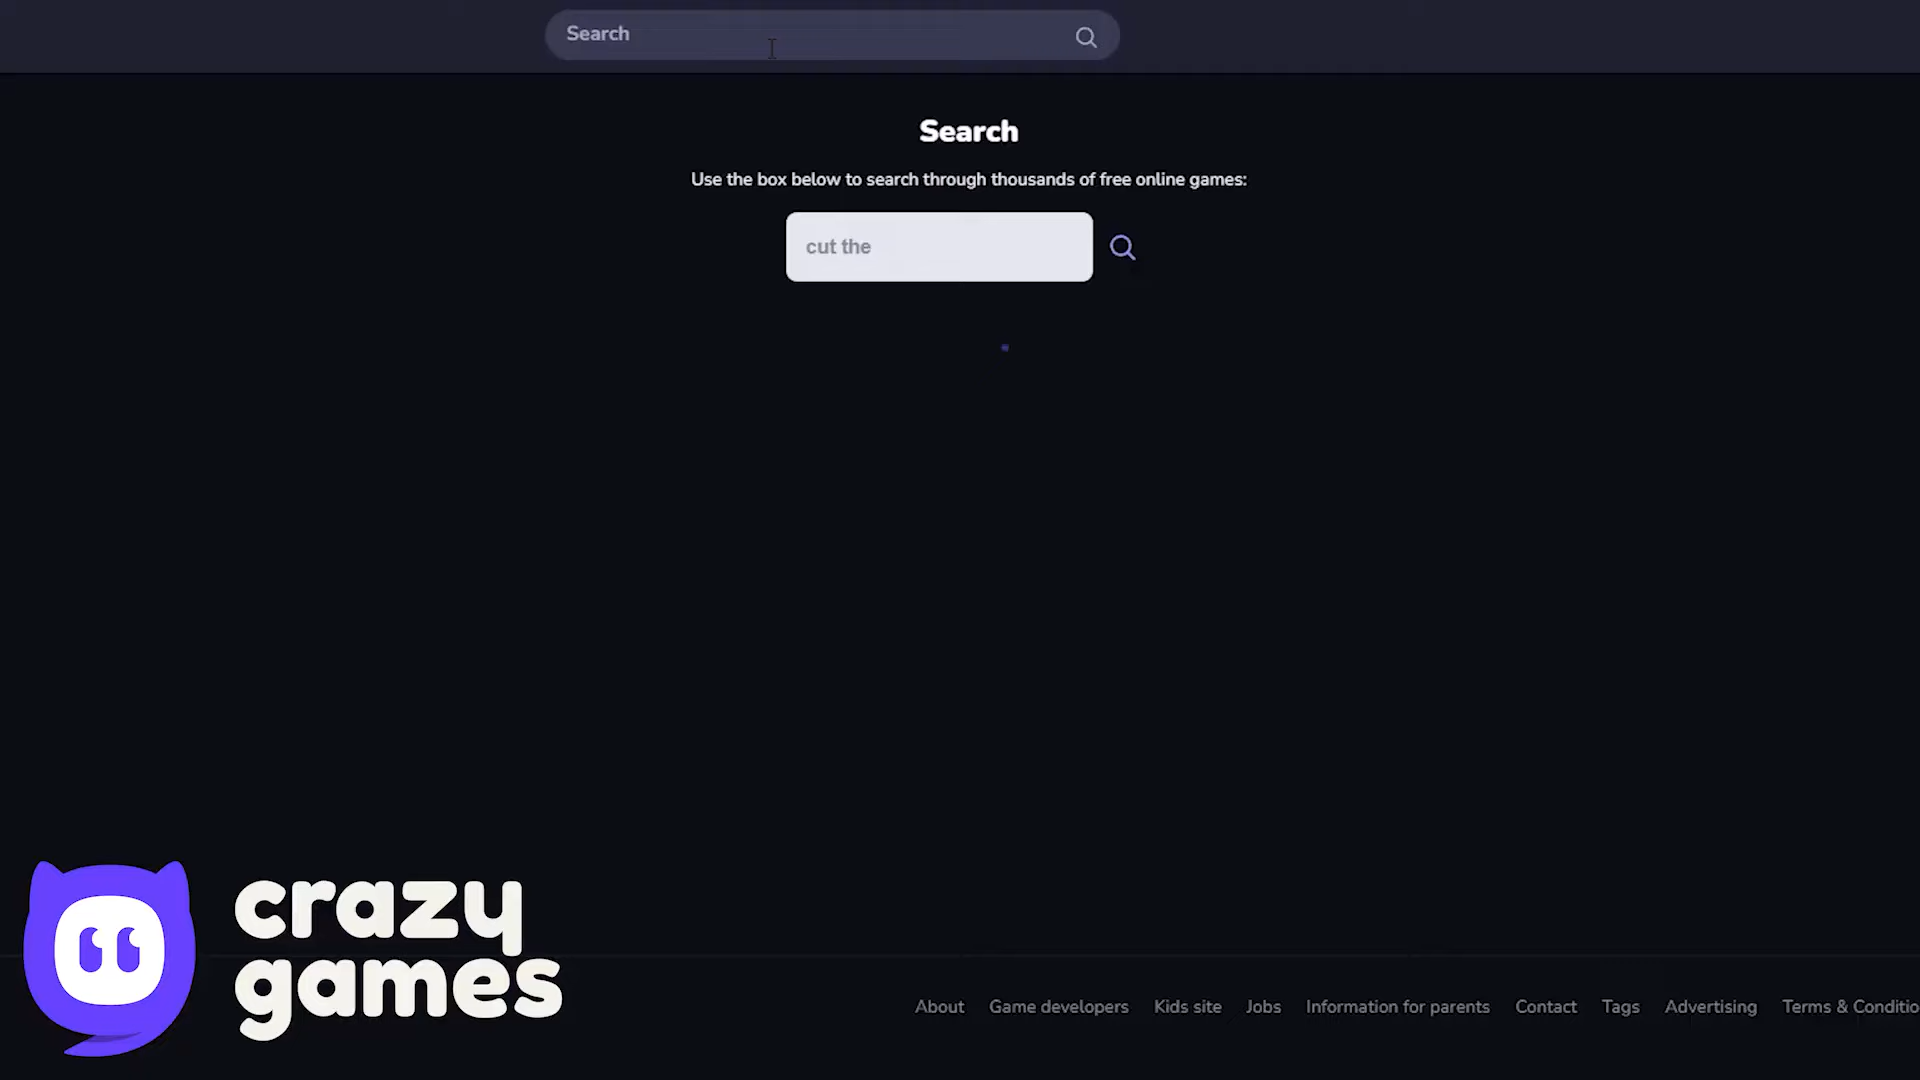 Search
Search
Use the box below to search through thousands of free online games:
cut the
crazy
games
About Game developers Kids site Jobs Information for parents Contact Tags Advertising Terms & Conditio